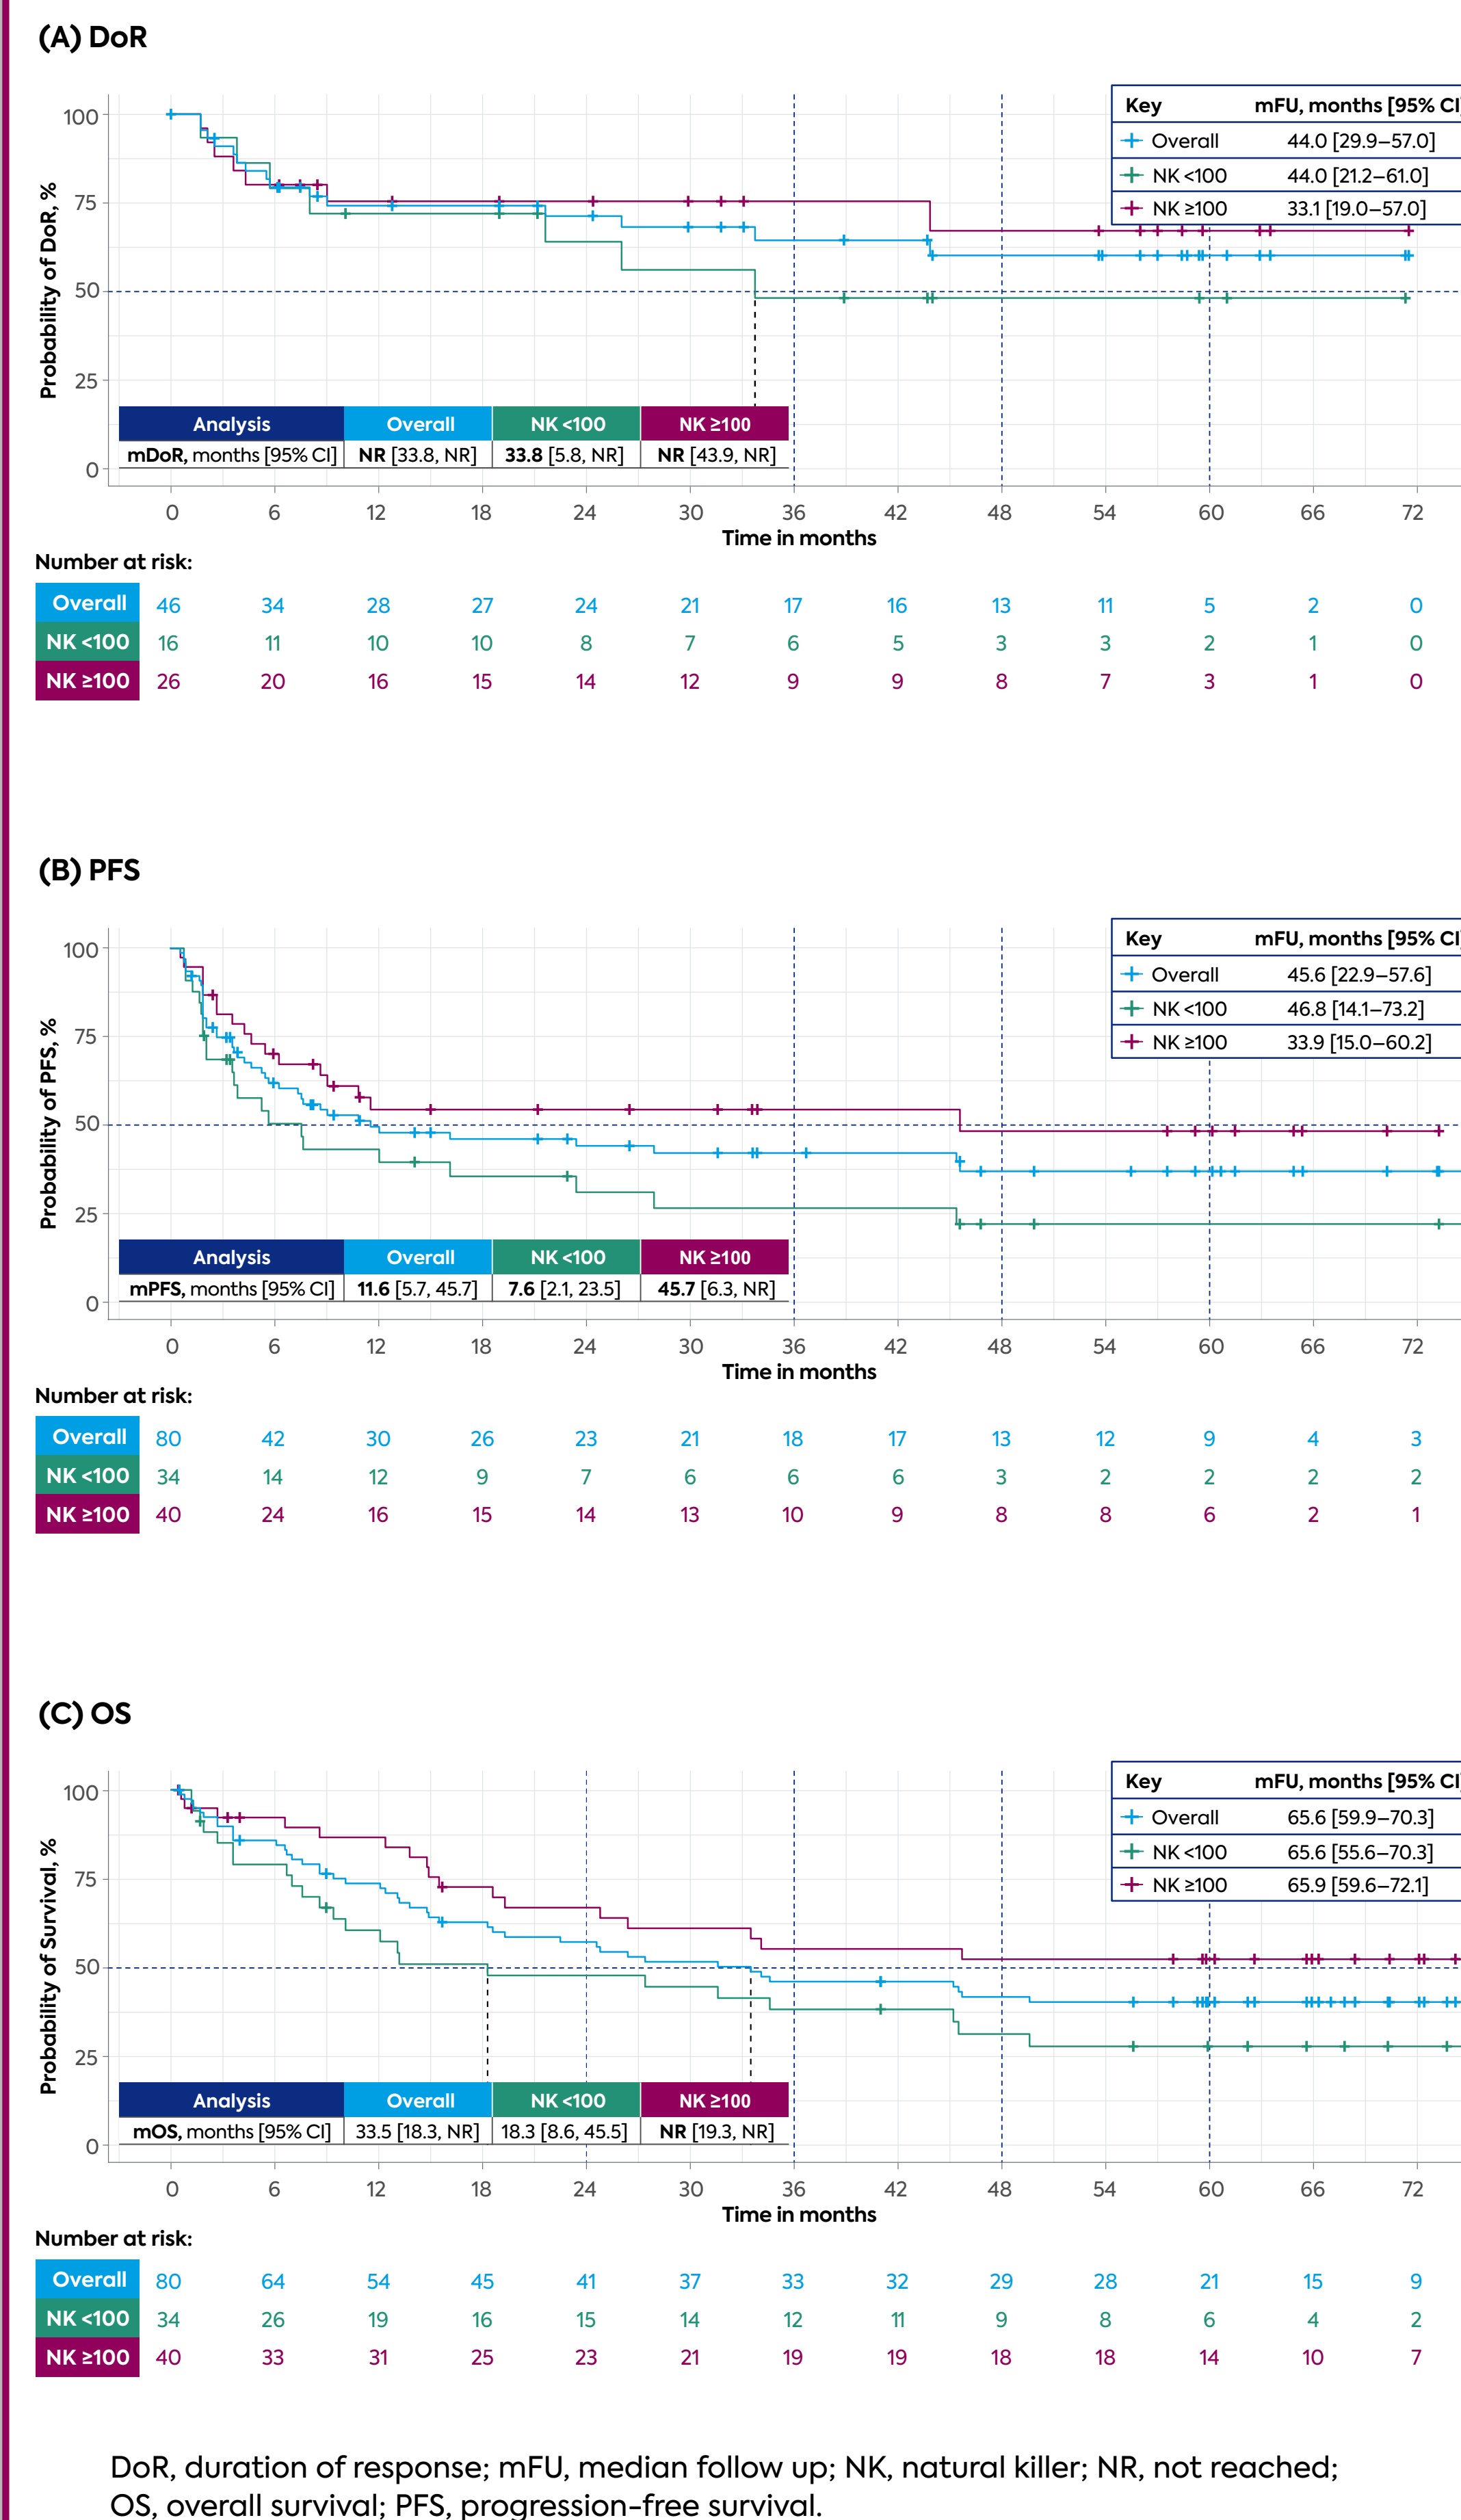 (A) DoR
Key mFU, months [95% CI]
Overall 44.0 [29.9–57.0]
NK <100 44.0 [21.2–61.0]
NK ≥100 33.1 [19.0–57.0]
Probability of DoR, %
100
75
50
25
0
Analysis Overall NK <100 NK ≥100
mDoR, months [95% CI] NR [33.8, NR] 33.8 [5.8, NR] NR [43.9, NR]
0 6 12 18 24 30 36 42 48 54 60 66 72
Time in months
Number at risk:
Overall 46 34 28 27 24 21 17 16 13 11 5 2 0
NK <100 16 11 10 10 8 7 6 5 3 3 2 1 0
NK ≥100 26 20 16 15 14 12 9 9 8 7 3 1 0
(B) PFS
Key mFU, months [95% CI]
Overall 45.6 [22.9–57.6]
NK <100 46.8 [14.1–73.2]
NK ≥100 33.9 [15.0–60.2]
Probability of PFS, %
100
75
50
25
0
Analysis Overall NK <100 NK ≥100
mPFS, months [95% CI] 11.6 [5.7, 45.7] 7.6 [2.1, 23.5] 45.7 [6.3, NR]
0 6 12 18 24 30 36 42 48 54 60 66 72
Time in months
Number at risk:
Overall 80 42 30 26 23 21 18 17 13 12 9 4 3
NK <100 34 14 12 9 7 6 6 6 3 2 2 2 2
NK ≥100 40 24 16 15 14 13 10 9 8 8 6 2 1
(C) OS
Key mFU, months [95% CI]
Overall 65.6 [59.9–70.3]
NK <100 65.6 [55.6–70.3]
NK ≥100 65.9 [59.6–72.1]
Probability of Survival, %
100
75
50
25
0
Analysis Overall NK <100 NK ≥100
mOS, months [95% CI] 33.5 [18.3, NR] 18.3 [8.6, 45.5] NR [19.3, NR]
0 6 12 18 24 30 36 42 48 54 60 66 72
Time in months
Number at risk:
Overall 80 64 54 45 41 37 33 32 29 28 21 15 9
NK <100 34 26 19 16 15 14 12 11 9 8 6 4 2
NK ≥100 40 33 31 25 23 21 19 19 18 18 14 10 7
DoR, duration of response; mFU, median follow up; NK, natural killer; NR, not reached;
OS, overall survival; PFS, progression-free survival.